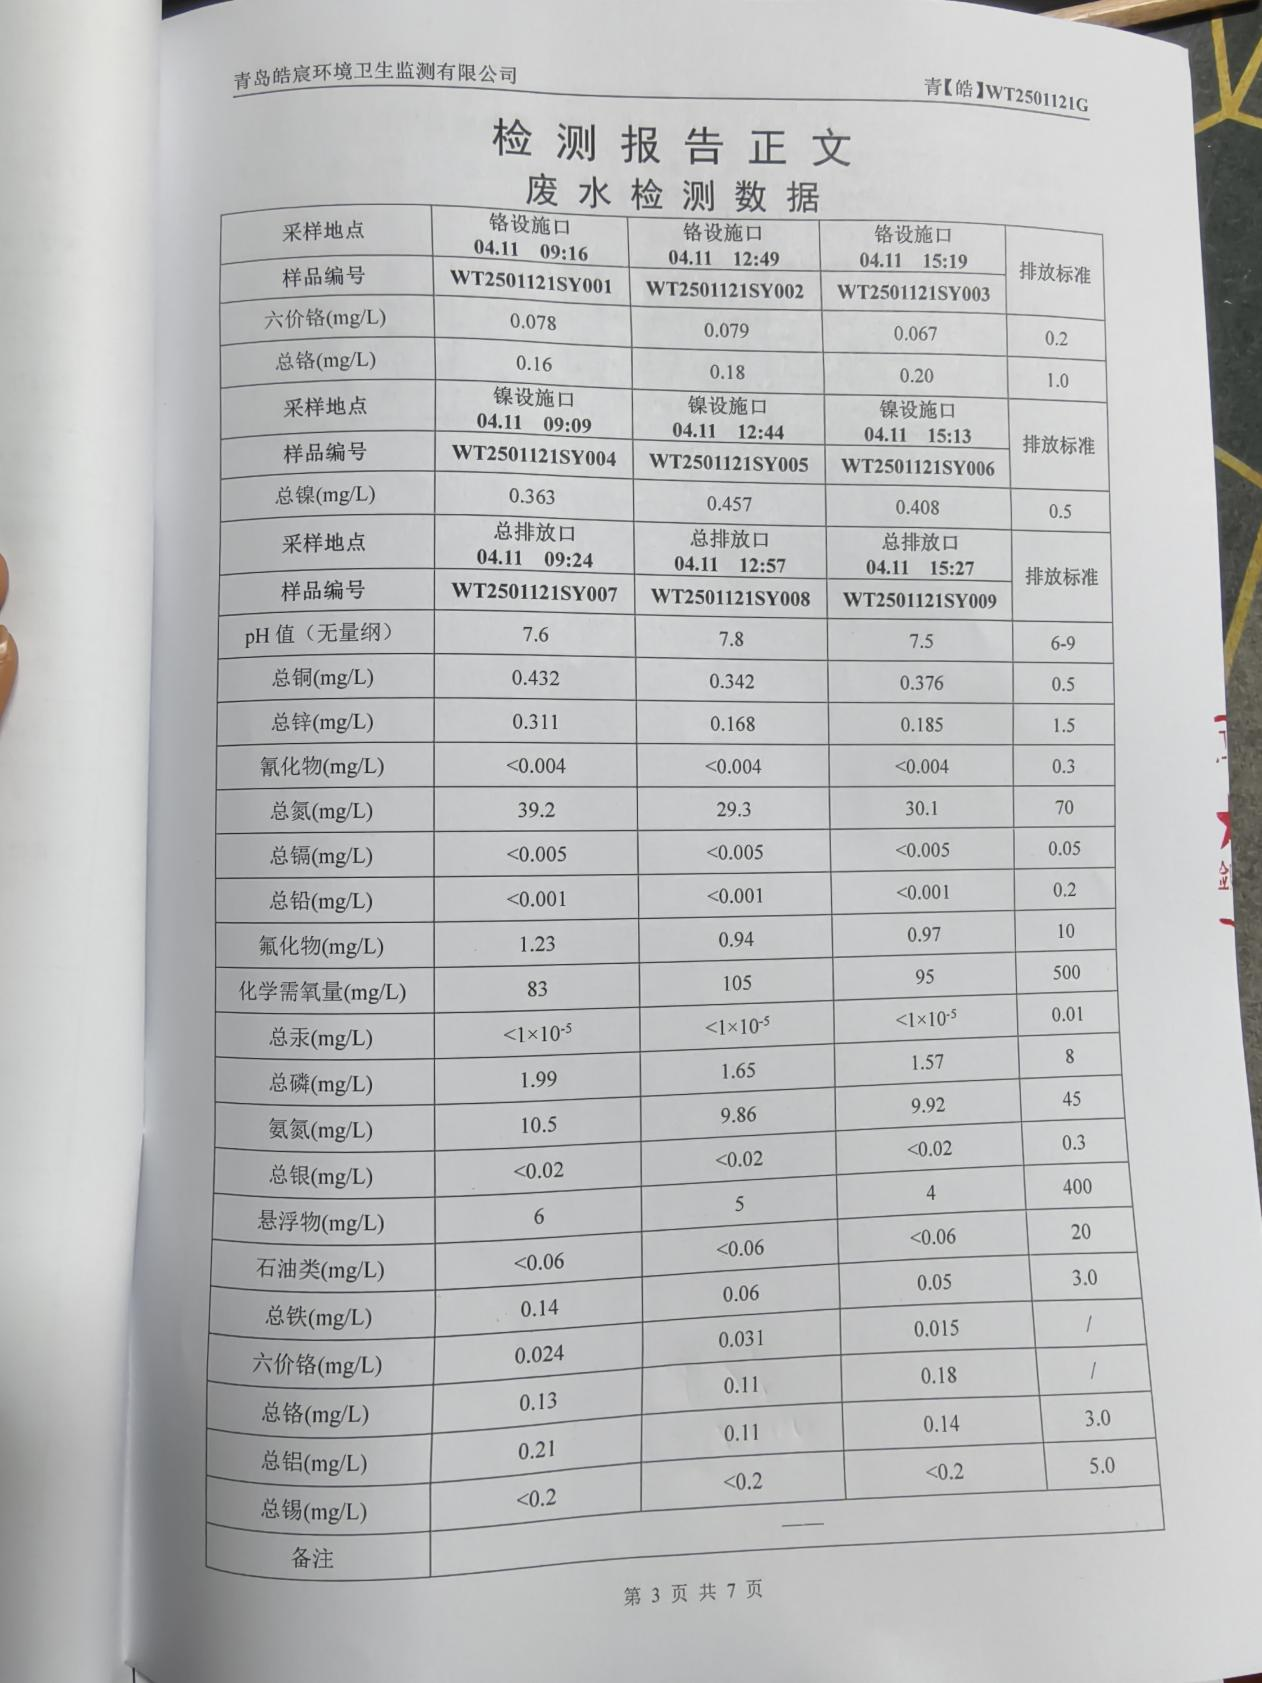 青岛皓宸环境卫生监测有限公司 青【皓】WT2501121G
检测报告正文
废水检测数据
采样地点 铬设施口 04.11 09:16 铬设施口 04.11 12:49 铬设施口 04.11 15:19 排放标准
样品编号 WT2501121SY001 WT2501121SY002 WT2501121SY003
六价铬(mg/L) 0.078 0.079 0.067 0.2
总铬(mg/L) 0.16 0.18 0.20 1.0
采样地点 镍设施口 04.11 09:09 镍设施口 04.11 12:44 镍设施口 04.11 15:13 排放标准
样品编号 WT2501121SY004 WT2501121SY005 WT2501121SY006
总镍(mg/L) 0.363 0.457 0.408 0.5
采样地点 总排放口 04.11 09:24 总排放口 04.11 12:57 总排放口 04.11 15:27 排放标准
样品编号 WT2501121SY007 WT2501121SY008 WT2501121SY009
pH 值（无量纲） 7.6 7.8 7.5 6-9
总铜(mg/L) 0.432 0.342 0.376 0.5
总锌(mg/L) 0.311 0.168 0.185 1.5
氰化物(mg/L) <0.004 <0.004 <0.004 0.3
总氮(mg/L) 39.2 29.3 30.1 70
总镉(mg/L) <0.005 <0.005 <0.005 0.05
总铅(mg/L) <0.001 <0.001 <0.001 0.2
氟化物(mg/L) 1.23 0.94 0.97 10
化学需氧量(mg/L) 83 105 95 500
总汞(mg/L) <1×10⁻⁵ <1×10⁻⁵ <1×10⁻⁵ 0.01
总磷(mg/L) 1.99 1.65 1.57 8
氨氮(mg/L) 10.5 9.86 9.92 45
总银(mg/L) <0.02 <0.02 <0.02 0.3
悬浮物(mg/L) 6 5 4 400
石油类(mg/L) <0.06 <0.06 <0.06 20
总铁(mg/L) 0.14 0.06 0.05 3.0
六价铬(mg/L) 0.024 0.031 0.015 /
总铬(mg/L) 0.13 0.11 0.18 /
总铝(mg/L) 0.21 0.11 0.14 3.0
总锡(mg/L) <0.2 <0.2 <0.2 5.0
备注 ——
第 3 页 共 7 页